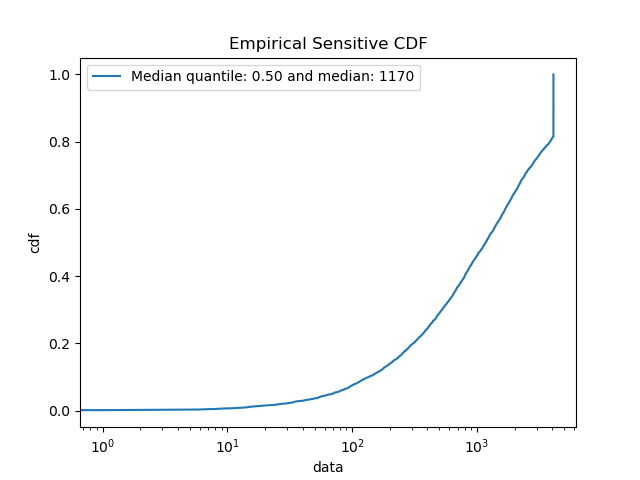 Empirical Sensitive CDF
Median quantile: 0.50 and median: 1170
1.0
0.8
0.6
0.4
0.2
0.0
cdf
10⁰
10¹
10²
10³
data